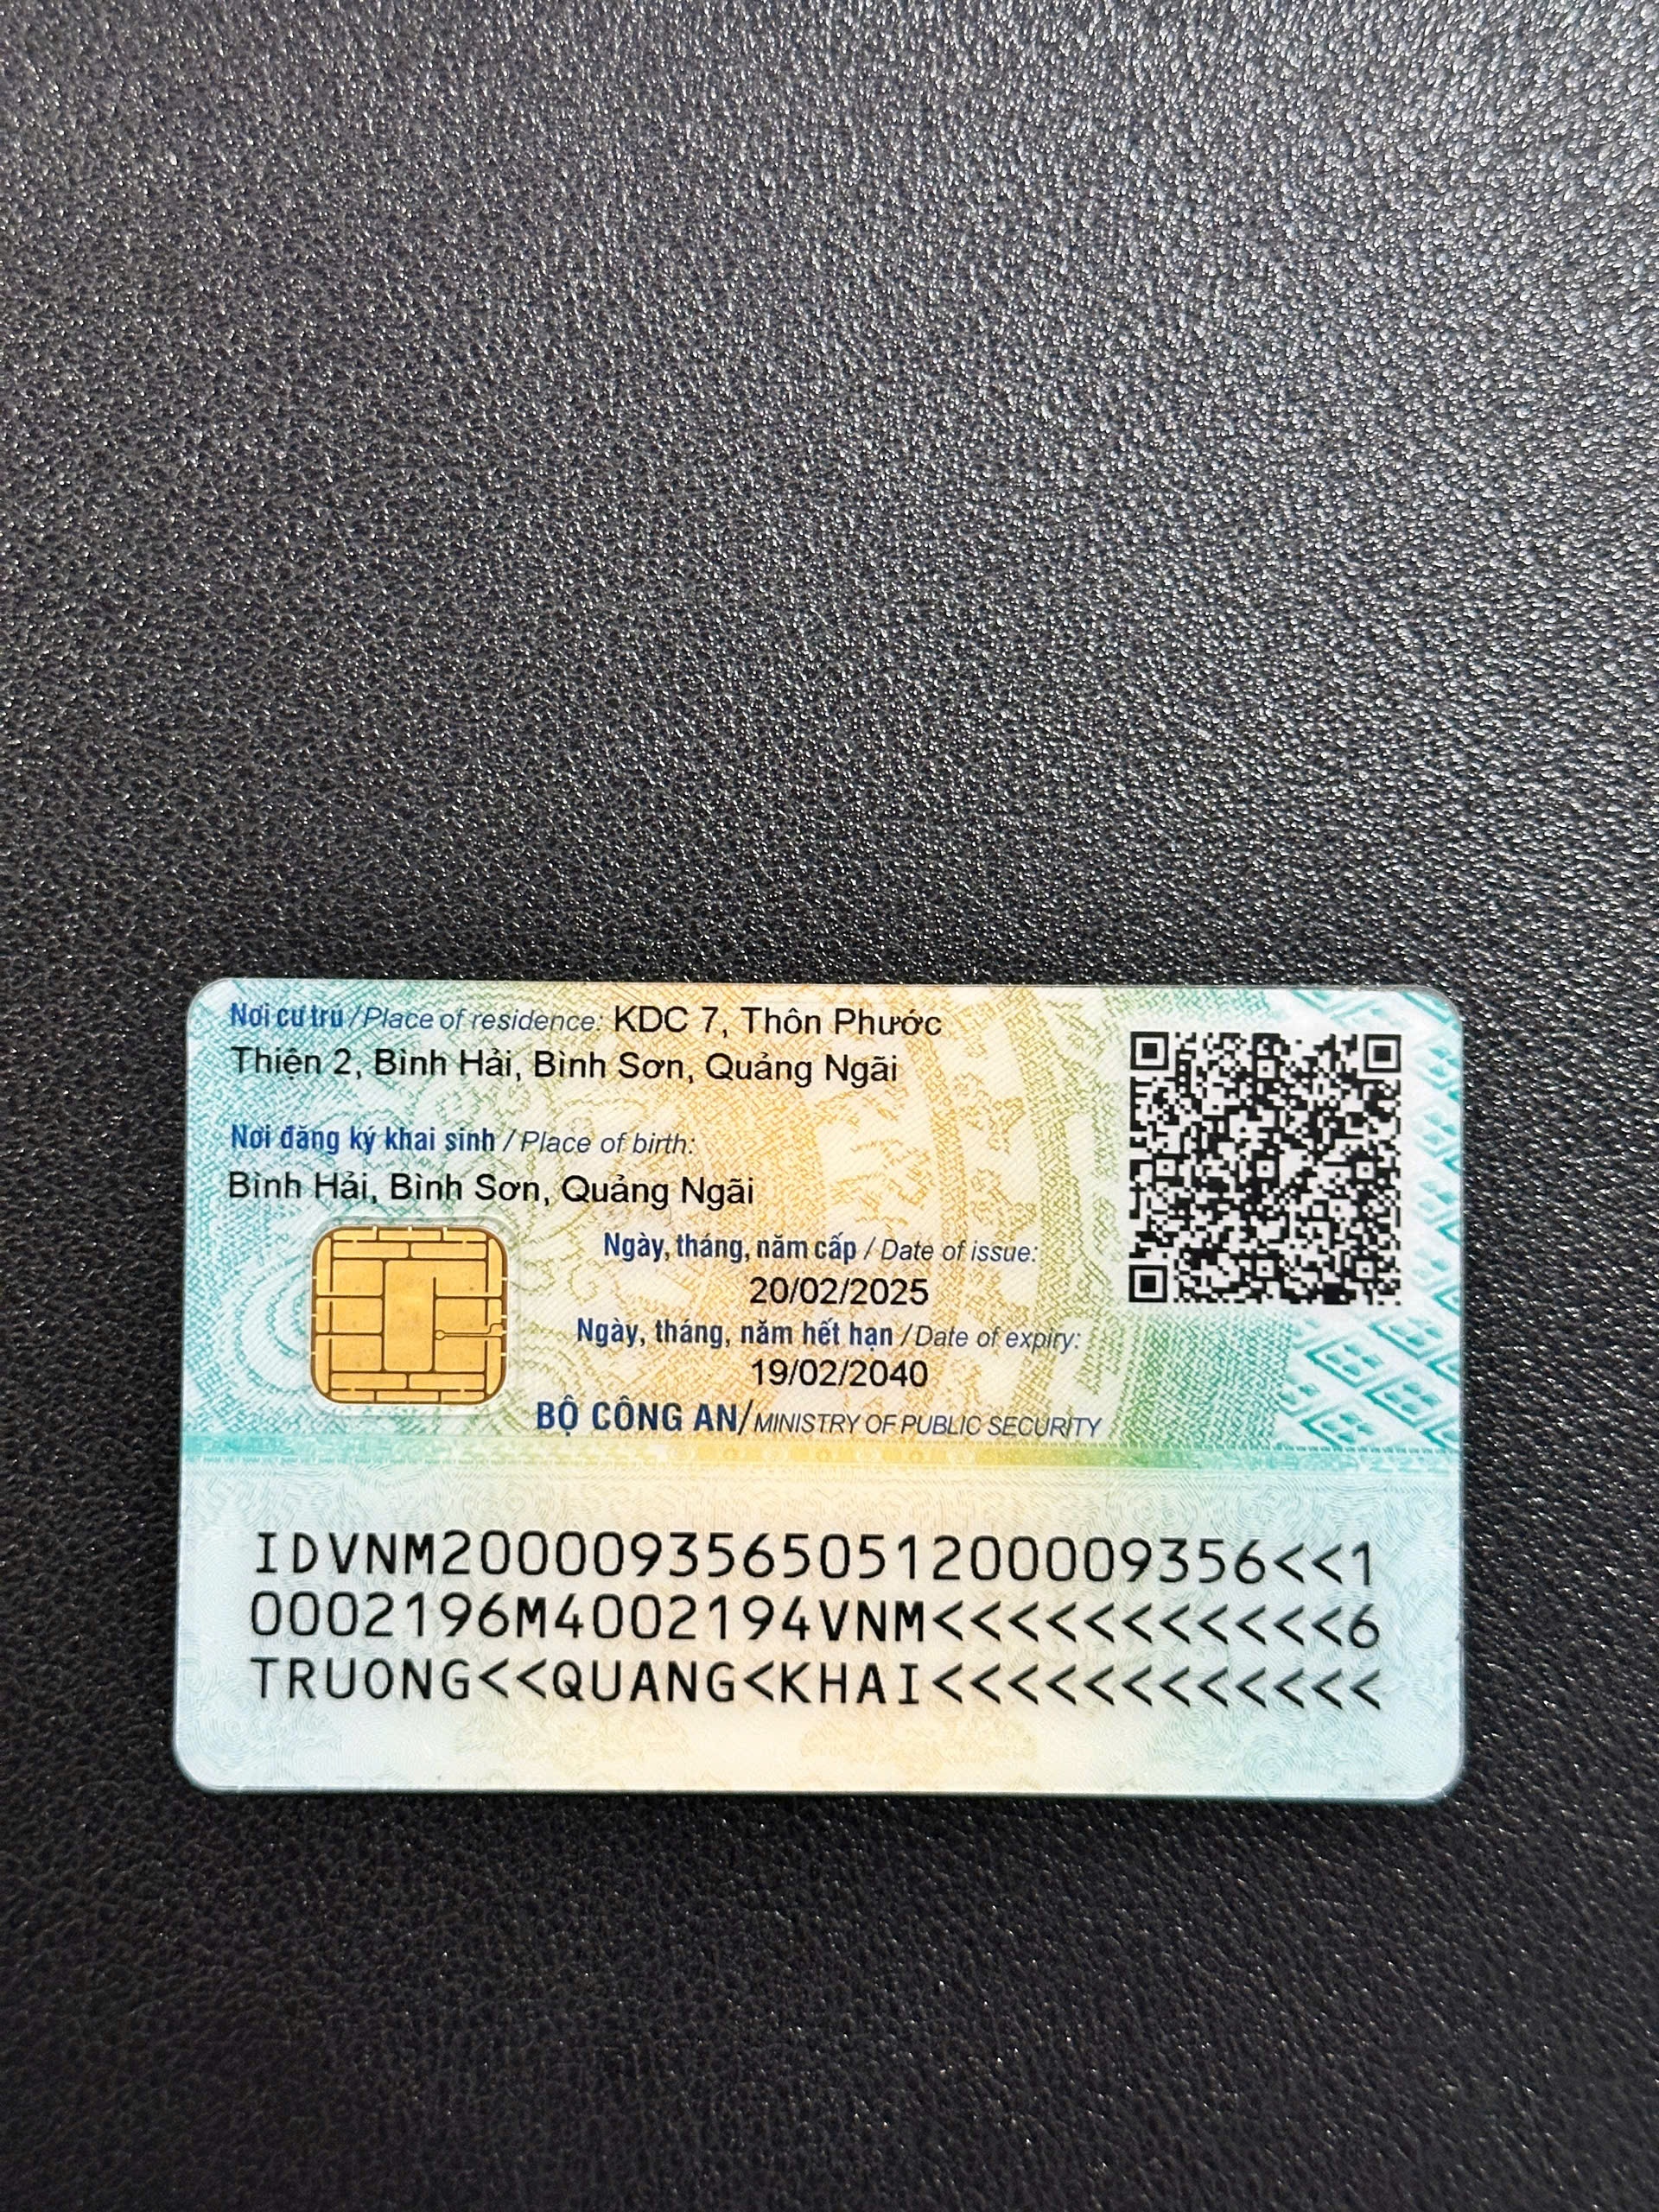 Nơi cư trú / Place of residence: KDC 7, Thôn Phước
Thiện 2, Bình Hải, Bình Sơn, Quảng Ngãi
Nơi đăng ký khai sinh / Place of birth:
Bình Hải, Bình Sơn, Quảng Ngãi
Ngày, tháng, năm cấp / Date of issue:
20/02/2025
Ngày, tháng, năm hết hạn / Date of expiry:
19/02/2040
BỘ CÔNG AN/MINISTRY OF PUBLIC SECURITY
IDVNM2000093565051200009356<<1
0002196M4002194VNM<<<<<<<<<<<6
TRUONG<<QUANG<KHAI<<<<<<<<<<<<